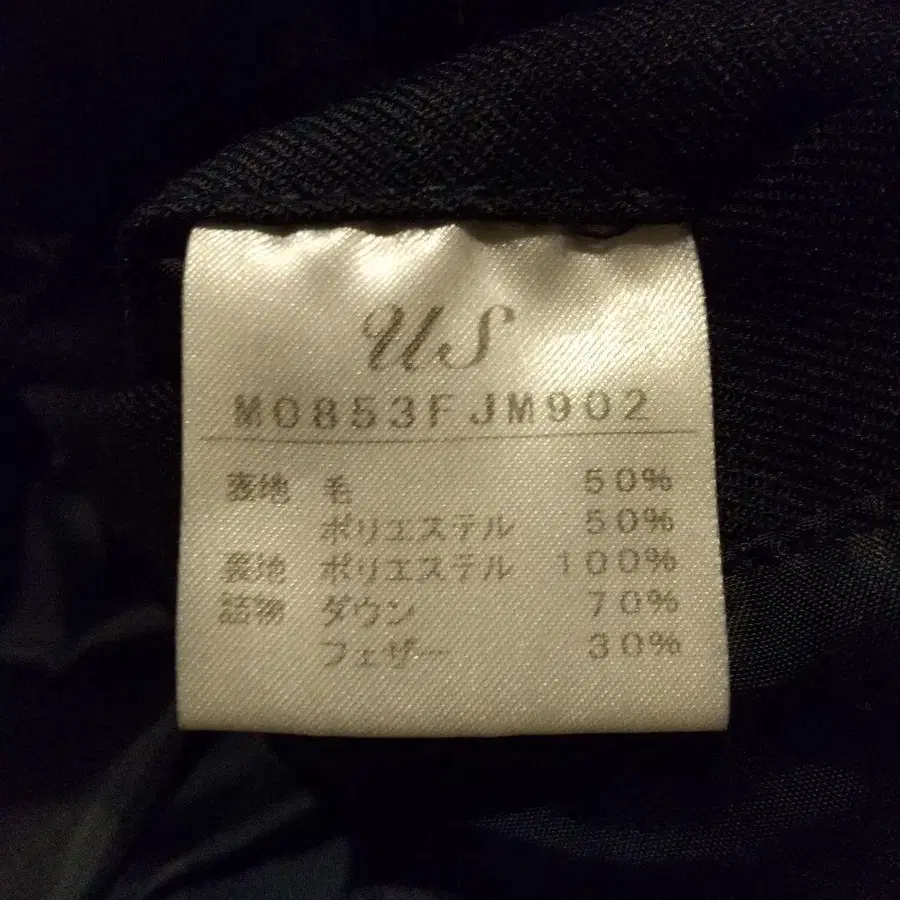 US
M0853FJM902
表地 毛 50%
ポリエステル 50%
表地 ポリエステル 100%
詰物 ダウン 70%
フェザー 30%